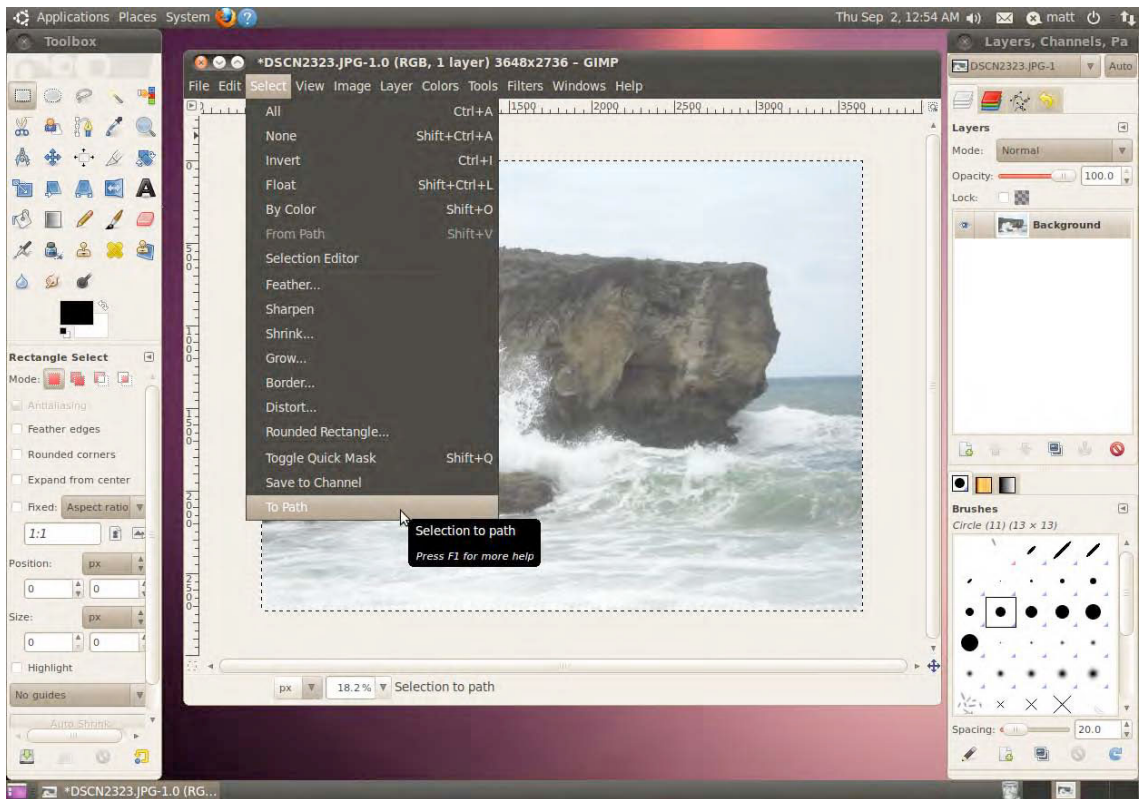 Applications Places System
Thu Sep 2, 12:54 AM
matt
Toolbox
*DSCN2323.JPG-1.0 (RGB, 1 layer) 3648x2736 – GIMP
File Edit Select View Image Layer Colors Tools Filters Windows Help
1500 2000 2500 3000 3500
All Ctrl+A
None Shift+Ctrl+A
Invert Ctrl+I
Float Shift+Ctrl+L
By Color Shift+O
From Path Shift+V
Selection Editor
Feather...
Sharpen
Shrink...
Grow...
Border...
Distort...
Rounded Rectangle...
Toggle Quick Mask Shift+Q
Save to Channel
To Path
Selection to path
Press F1 for more help
0
500
1000
1500
2000
2500
px 18.2% Selection to path
Rectangle Select
Mode:
Antialiasing
Feather edges
Rounded corners
Expand from center
Fixed: Aspect ratio
1:1
Position: px
0 0
Size: px
0 0
Highlight
No guides
Auto Shrink
Layers, Channels, Pa
DSCN2323.JPG-1 Auto
Layers
Mode: Normal
Opacity: 100.0
Lock:
Background
Brushes
Circle (11) (13 × 13)
Spacing: 20.0
*DSCN2323.JPG-1.0 (RG...